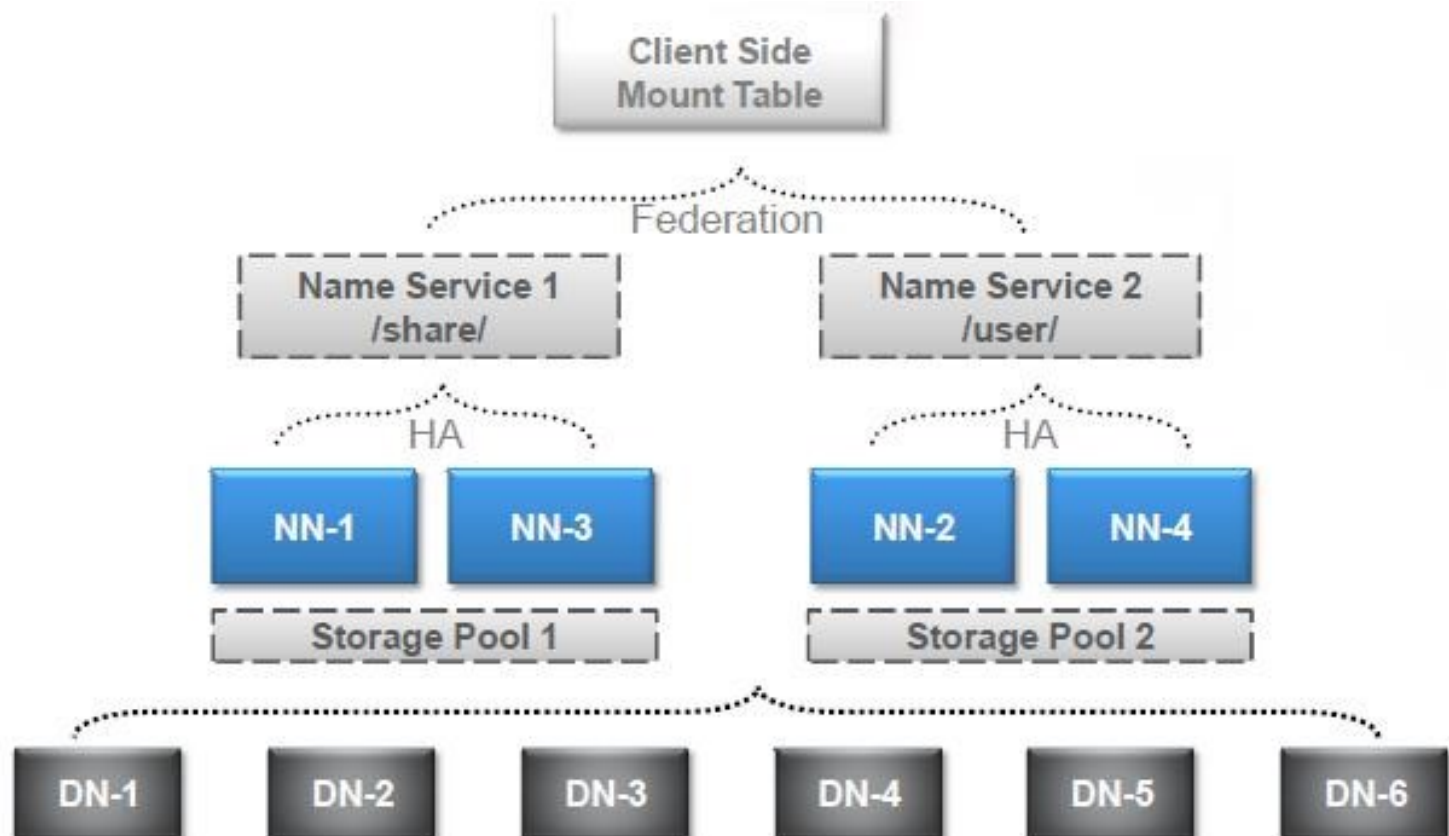 Client Side
Mount Table
Federation
Name Service 1
/share/
Name Service 2
/user/
HA
HA
NN-1
NN-3
NN-2
NN-4
Storage Pool 1
Storage Pool 2
DN-1
DN-2
DN-3
DN-4
DN-5
DN-6